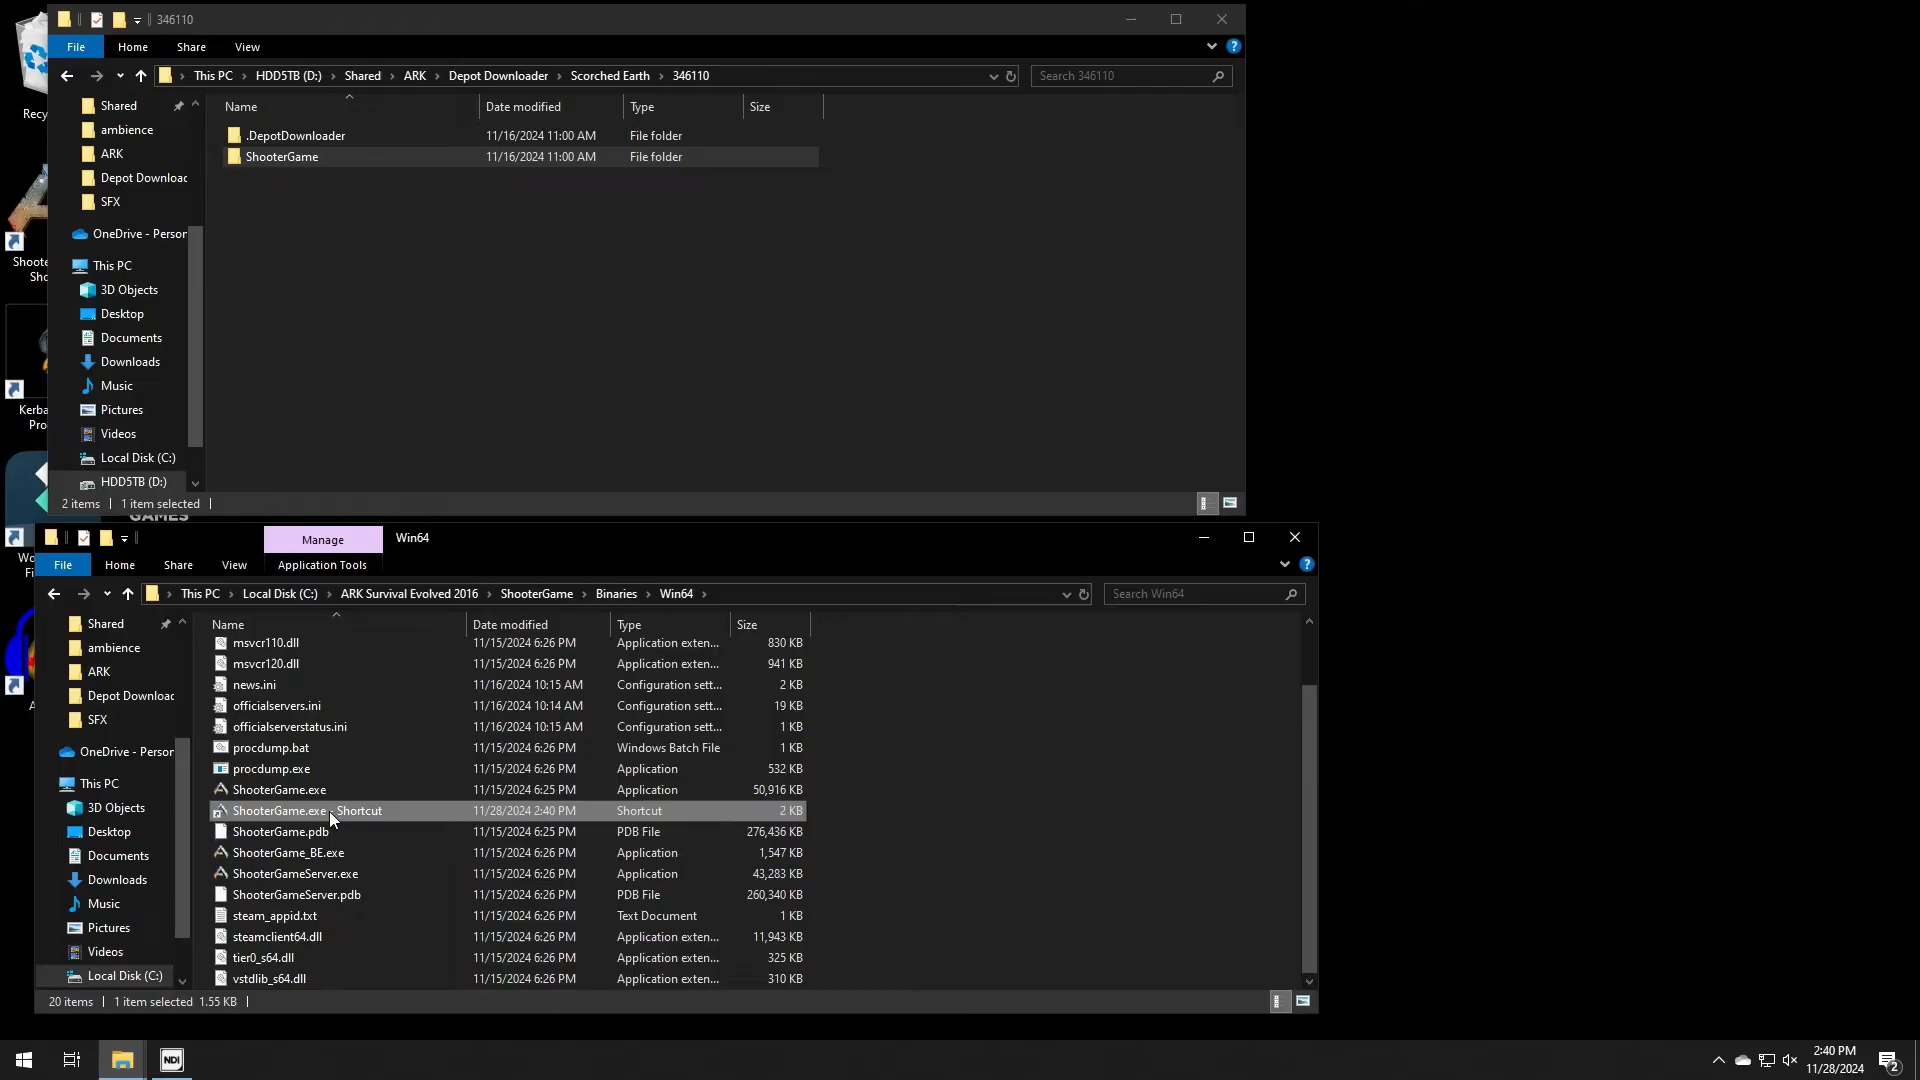 346110
File Home Share View
This PC HDD5TB (D:) Shared ARK Depot Downloader Scorched Earth 346110
Search 346110
Name Date modified Type Size
.DepotDownloader 11/16/2024 11:00 AM File folder
ShooterGame 11/16/2024 11:00 AM File folder
Shared
ambience
ARK
Depot Downloac
SFX
OneDrive - Person
This PC
3D Objects
Desktop
Documents
Downloads
Music
Pictures
Videos
Local Disk (C:)
HDD5TB (D:)
2 items 1 item selected
Recy
Shoote
Sho
Kerba
Pro
GAMES
Wo
Fi
A
Manage Win64
File Home Share View Application Tools
This PC Local Disk (C:) ARK Survival Evolved 2016 ShooterGame Binaries Win64
Search Win64
Name Date modified Type Size
msvcr110.dll 11/15/2024 6:26 PM Application exten... 830 KB
msvcr120.dll 11/15/2024 6:26 PM Application exten... 941 KB
news.ini 11/16/2024 10:15 AM Configuration sett... 2 KB
officialservers.ini 11/16/2024 10:14 AM Configuration sett... 19 KB
officialserverstatus.ini 11/16/2024 10:15 AM Configuration sett... 1 KB
procdump.bat 11/15/2024 6:26 PM Windows Batch File 1 KB
procdump.exe 11/15/2024 6:26 PM Application 532 KB
ShooterGame.exe 11/15/2024 6:25 PM Application 50,916 KB
ShooterGame.exe - Shortcut 11/28/2024 2:40 PM Shortcut 2 KB
ShooterGame.pdb 11/15/2024 6:25 PM PDB File 276,436 KB
ShooterGame_BE.exe 11/15/2024 6:25 PM Application 1,547 KB
ShooterGameServer.exe 11/15/2024 6:26 PM Application 43,283 KB
ShooterGameServer.pdb 11/15/2024 6:26 PM PDB File 260,340 KB
steam_appid.txt 11/15/2024 6:26 PM Text Document 1 KB
steamclient64.dll 11/15/2024 6:26 PM Application exten... 11,943 KB
tier0_s64.dll 11/15/2024 6:26 PM Application exten... 325 KB
vstdlib_s64.dll 11/15/2024 6:26 PM Application exten... 310 KB
Shared
ambience
ARK
Depot Downloac
SFX
OneDrive - Person
This PC
3D Objects
Desktop
Documents
Downloads
Music
Pictures
Videos
Local Disk (C:)
20 items 1 item selected 1.55 KB
NDI
2:40 PM
11/28/2024
2